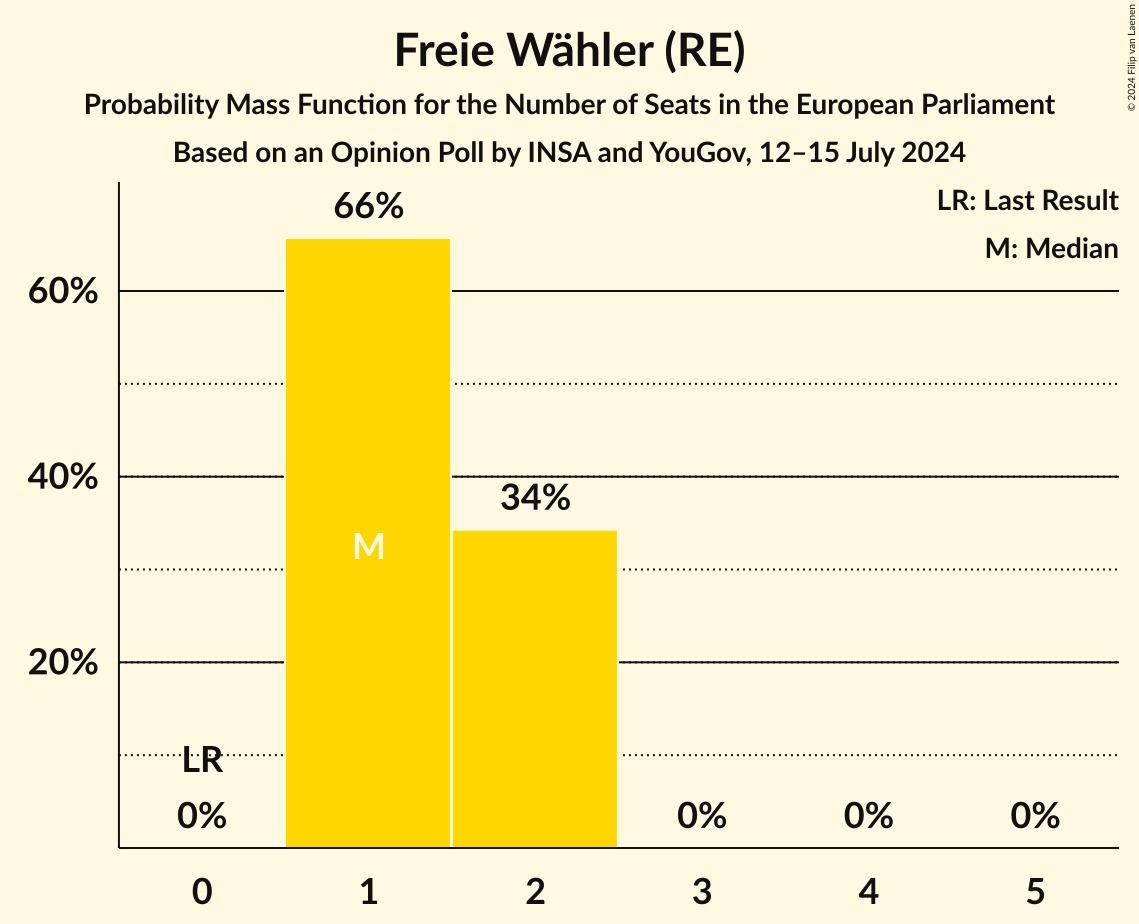 Freie Wähler (RE)
Probability Mass Function for the Number of Seats in the European Parliament
Based on an Opinion Poll by INSA and YouGov, 12–15 July 2024
© 2024 Filip van Laenen
LR: Last Result
M: Median
66%
60%
40%
34%
M
20%
LR
0% 0% 0% 0%
0 1 2 3 4 5